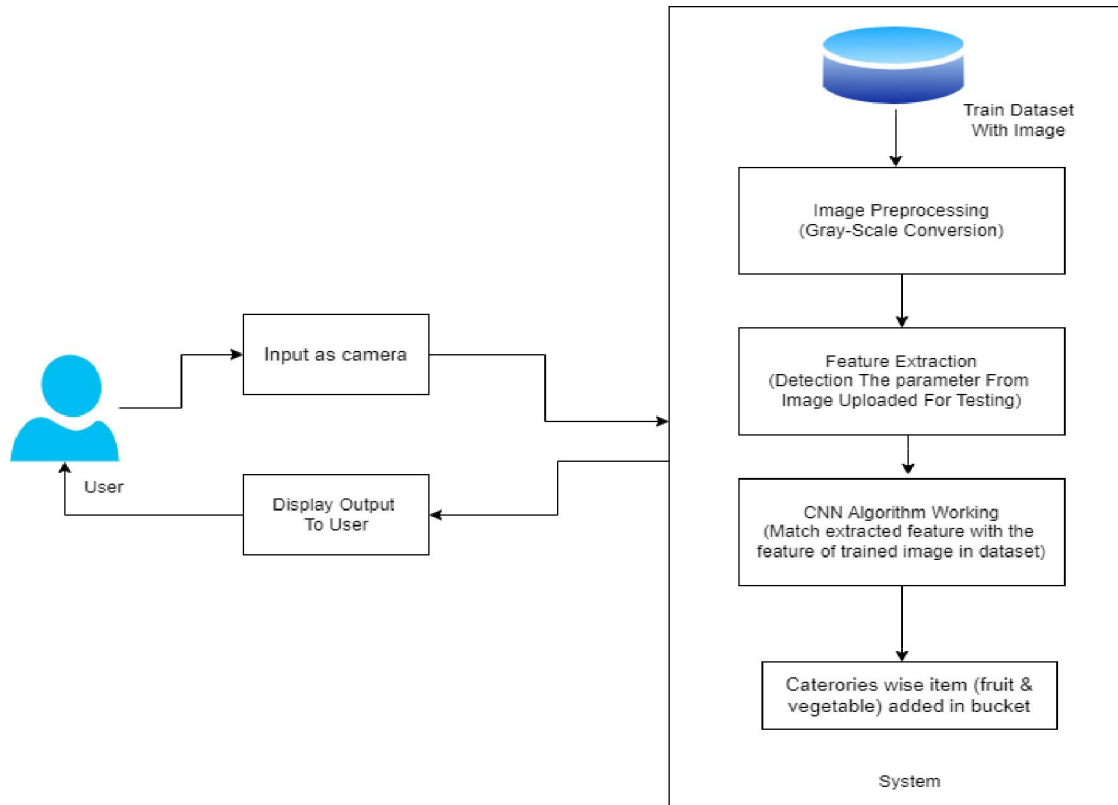 Train Dataset
With Image
Image Preprocessing
(Gray-Scale Conversion)
Input as camera
Feature Extraction
(Detection The parameter From
Image Uploaded For Testing)
User
Display Output
To User
CNN Algorithm Working
(Match extracted feature with the
feature of trained image in dataset)
Caterories wise item (fruit &
vegetable) added in bucket
System